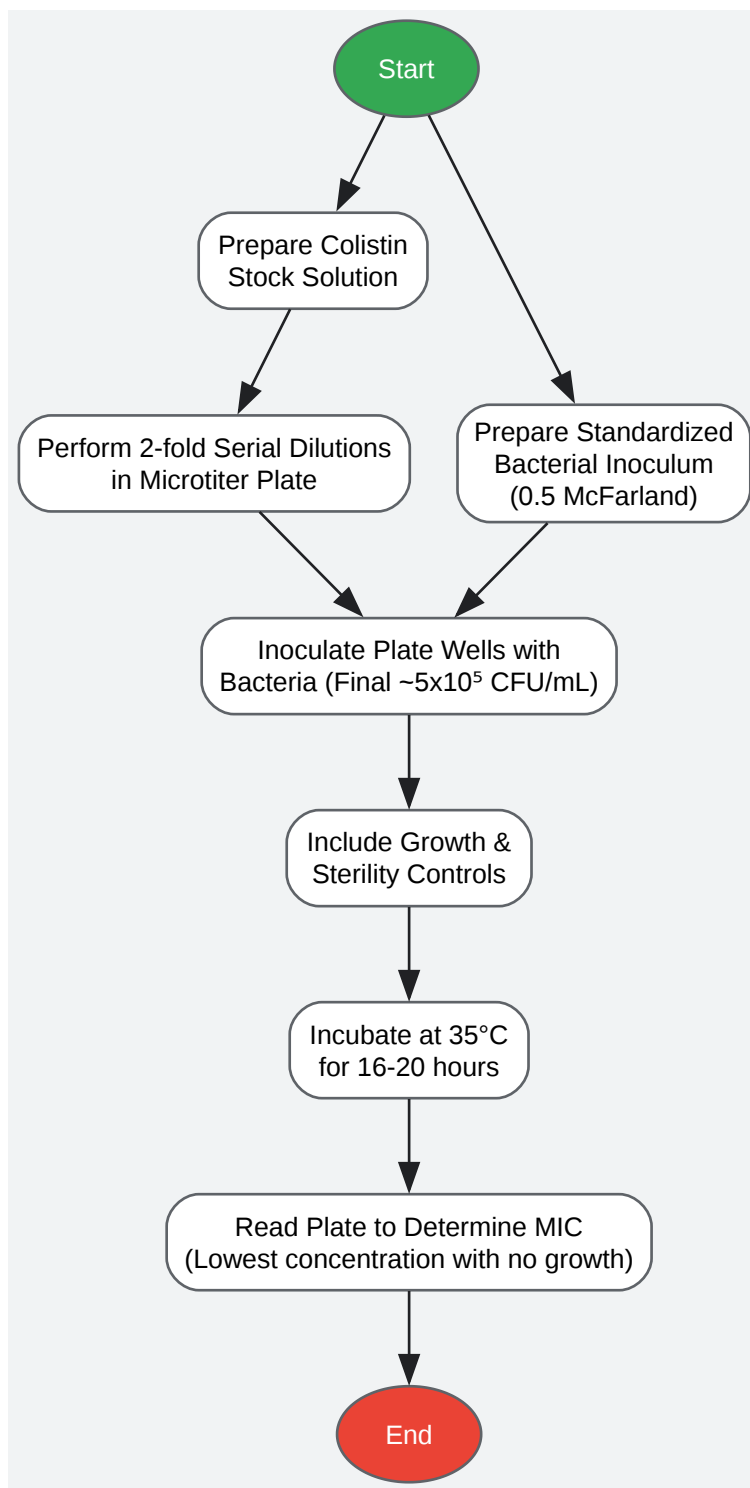 Start
Prepare Colistin
Stock Solution
Perform 2-fold Serial Dilutions
in Microtiter Plate
Prepare Standardized
Bacterial Inoculum
(0.5 McFarland)
Inoculate Plate Wells with
Bacteria (Final ~5x10⁵ CFU/mL)
Include Growth &
Sterility Controls
Incubate at 35°C
for 16-20 hours
Read Plate to Determine MIC
(Lowest concentration with no growth)
End